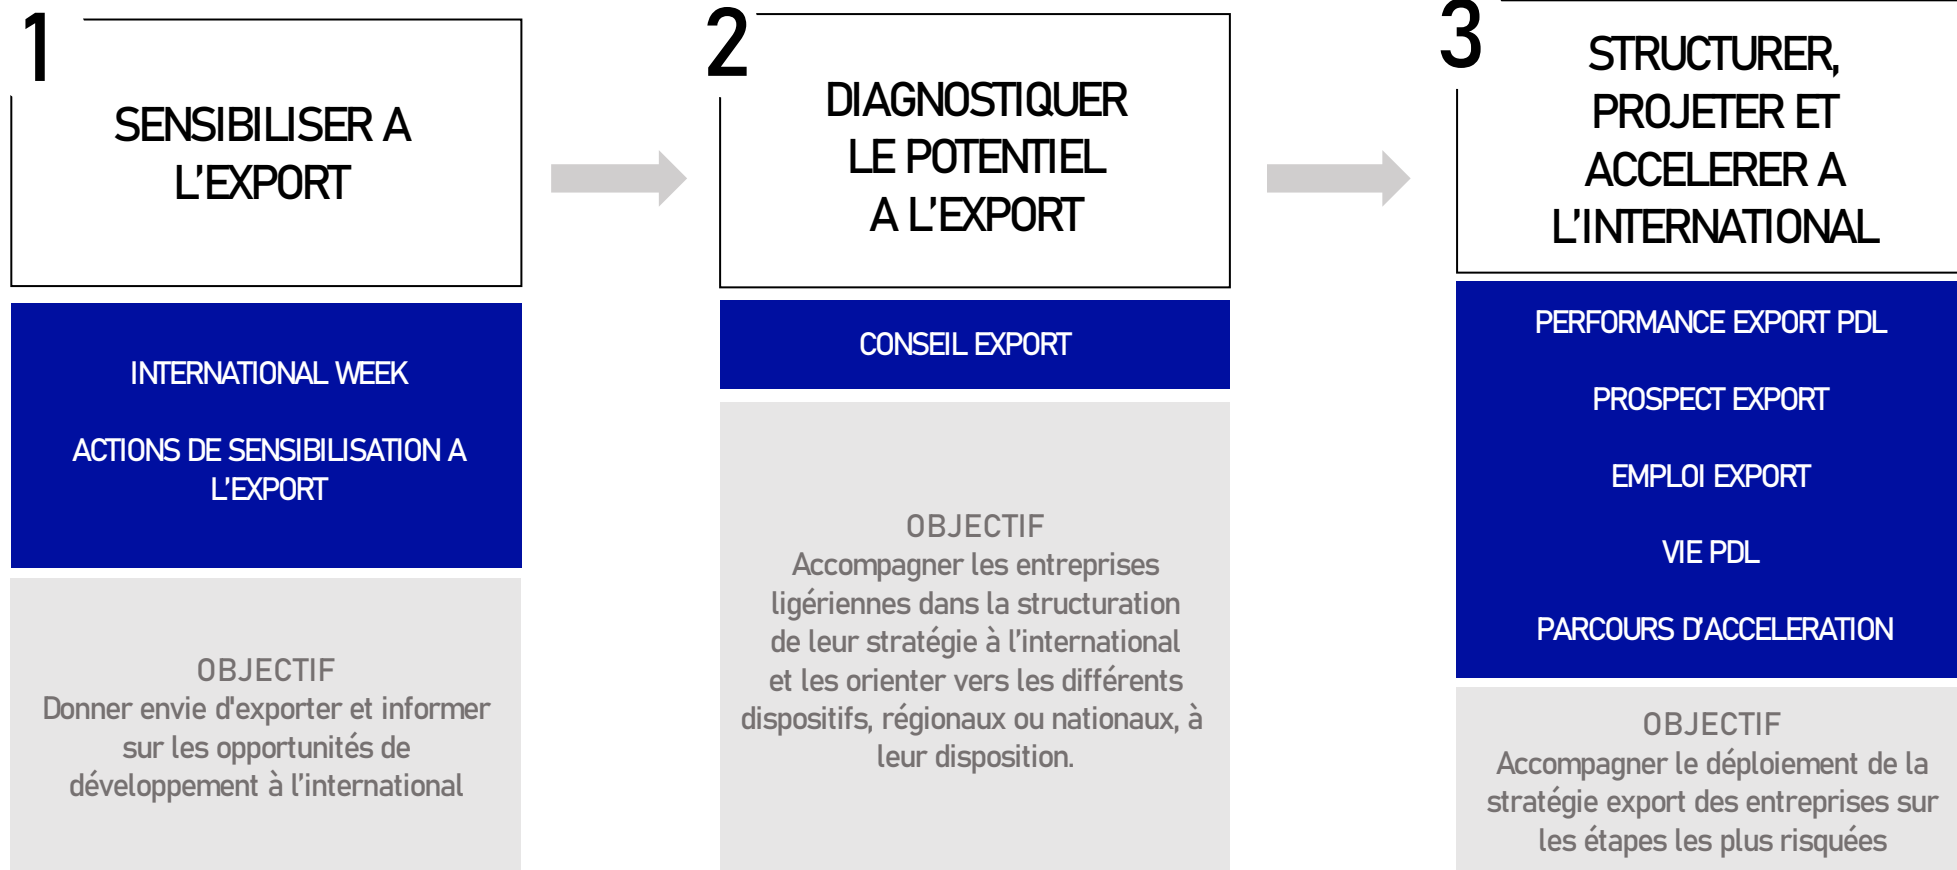 1
SENSIBILISER A
L'EXPORT
INTERNATIONAL WEEK
ACTIONS DE SENSIBILISATION A
L'EXPORT
OBJECTIF
Donner envie d'exporter et informer
sur les opportunités de
développement à l'international
2
DIAGNOSTIQUER
LE POTENTIEL
A L'EXPORT
CONSEIL EXPORT
OBJECTIF
Accompagner les entreprises
ligériennes dans la structuration
de leur stratégie à l'international
et les orienter vers les différents
dispositifs, régionaux ou nationaux, à
leur disposition.
3
STRUCTURER,
PROJETER ET
ACCELERER A
L'INTERNATIONAL
PERFORMANCE EXPORT PDL
PROSPECT EXPORT
EMPLOI EXPORT
VIE PDL
PARCOURS D'ACCELERATION
OBJECTIF
Accompagner le déploiement de la
stratégie export des entreprises sur
les étapes les plus risquées